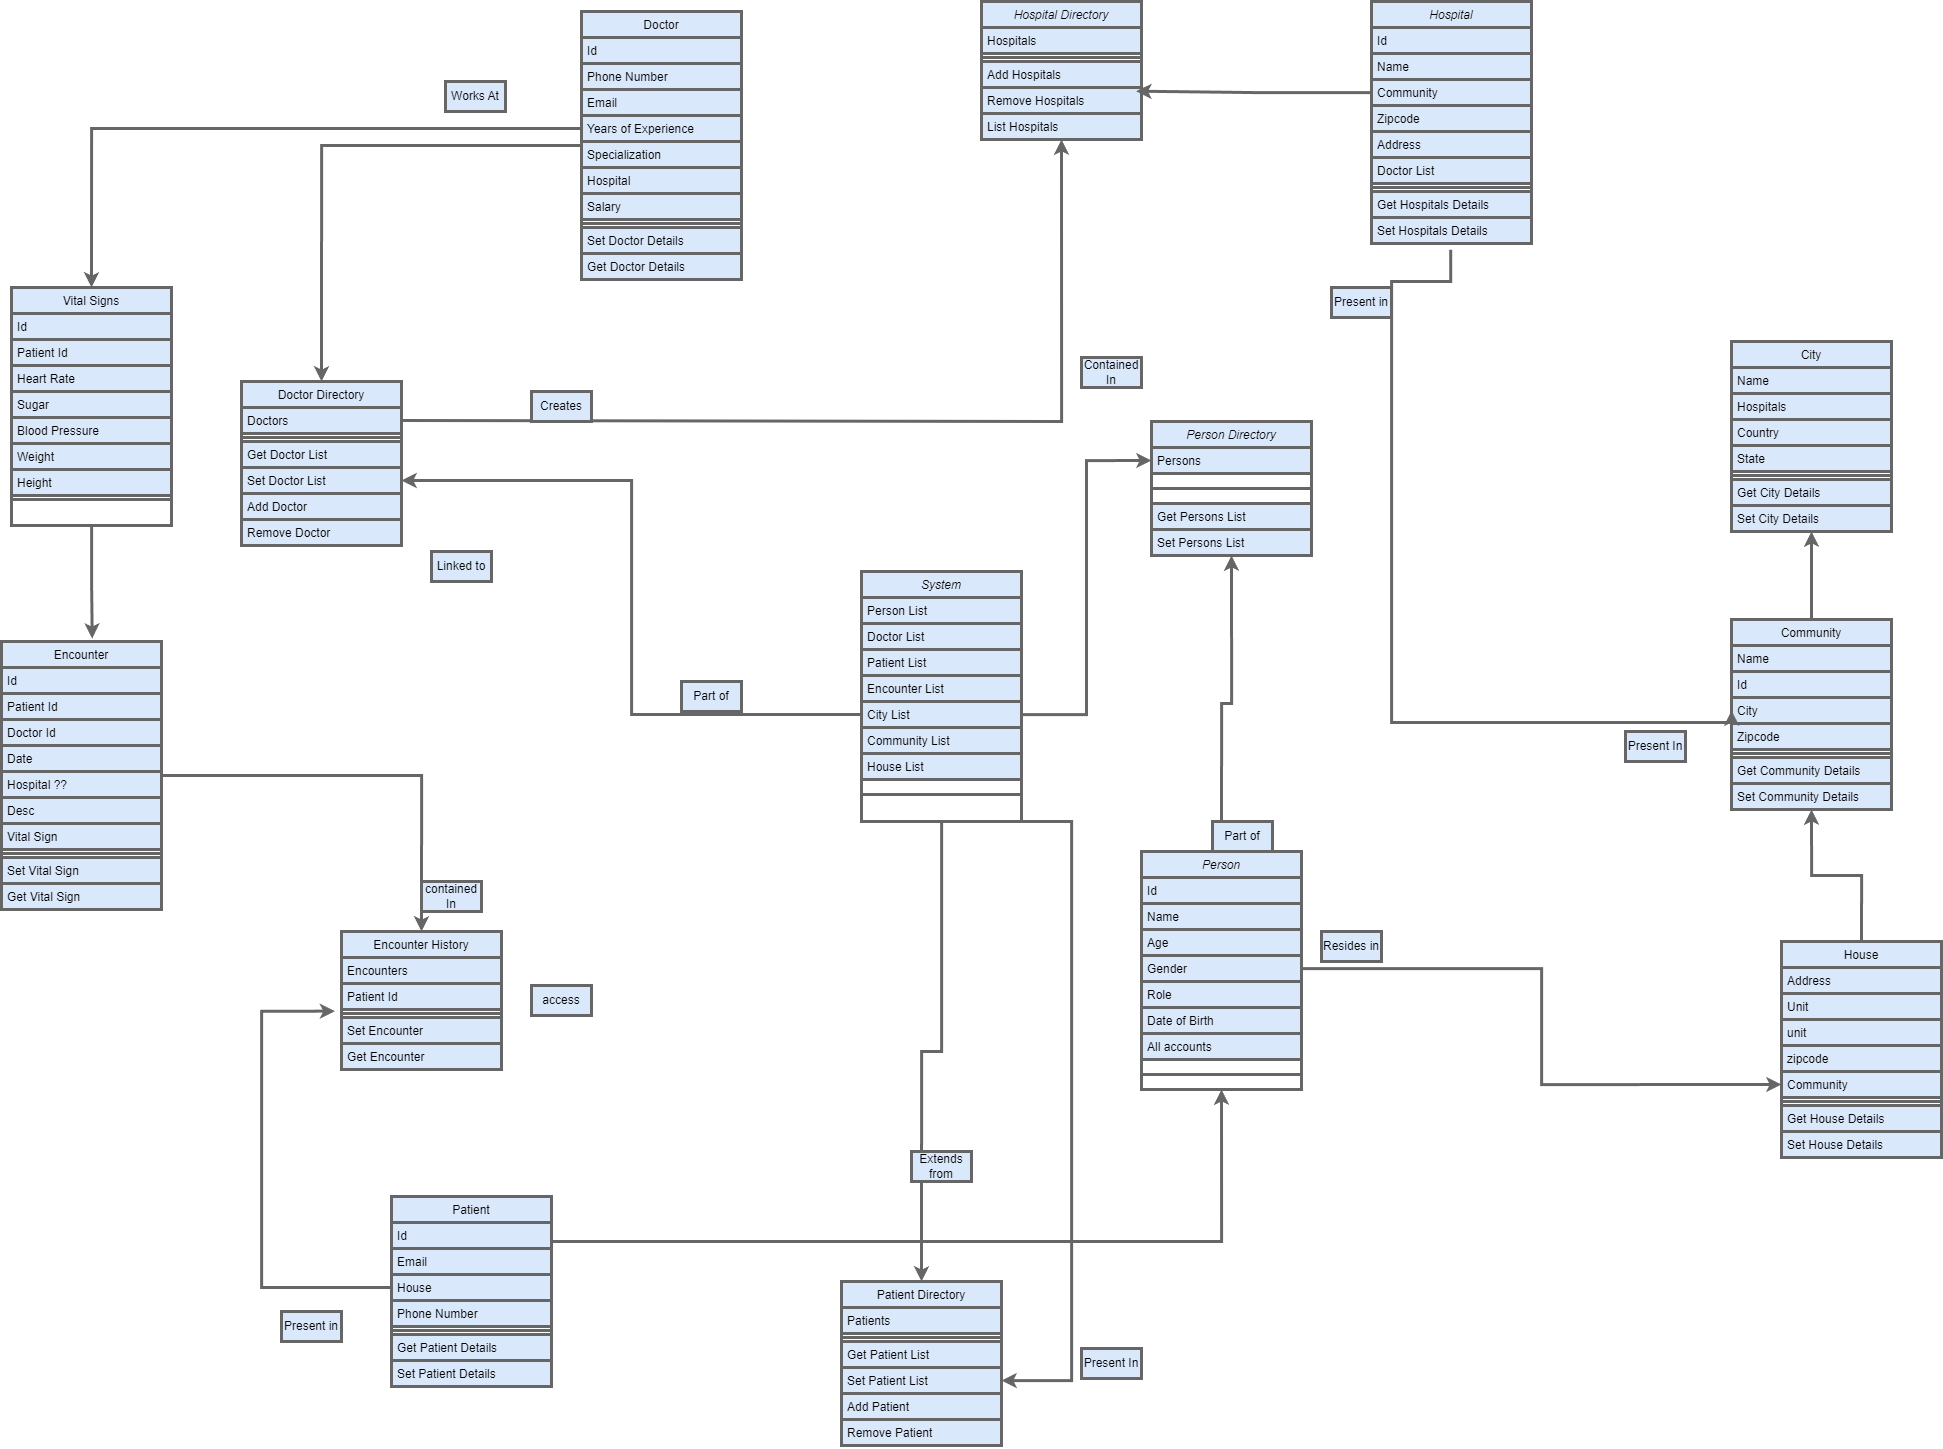 Doctor
Id
Phone Number
Email
Years of Experience
Specialization
Hospital
Salary
Set Doctor Details
Get Doctor Details
Works At
Hospital Directory
Hospitals
Add Hospitals
Remove Hospitals
List Hospitals
Hospital
Id
Name
Community
Zipcode
Address
Doctor List
Get Hospitals Details
Set Hospitals Details
Present in
Vital Signs
Id
Patient Id
Heart Rate
Sugar
Blood Pressure
Weight
Height
Doctor Directory
Doctors
Get Doctor List
Set Doctor List
Add Doctor
Remove Doctor
Creates
Linked to
Contained
In
Person Directory
Persons
Get Persons List
Set Persons List
City
Name
Hospitals
Country
State
Get City Details
Set City Details
System
Person List
Doctor List
Patient List
Encounter List
City List
Community List
House List
Part of
Community
Name
Id
City
Zipcode
Get Community Details
Set Community Details
Present In
Encounter
Id
Patient Id
Doctor Id
Date
Hospital ??
Desc
Vital Sign
Set Vital Sign
Get Vital Sign
contained
In
Encounter History
Encounters
Patient Id
Set Encounter
Get Encounter
access
Part of
Person
Id
Name
Age
Gender
Role
Date of Birth
All accounts
Resides in
House
Address
Unit
unit
zipcode
Community
Get House Details
Set House Details
Extends
from
Patient
Id
Email
House
Phone Number
Get Patient Details
Set Patient Details
Present in
Patient Directory
Patients
Get Patient List
Set Patient List
Add Patient
Remove Patient
Present In